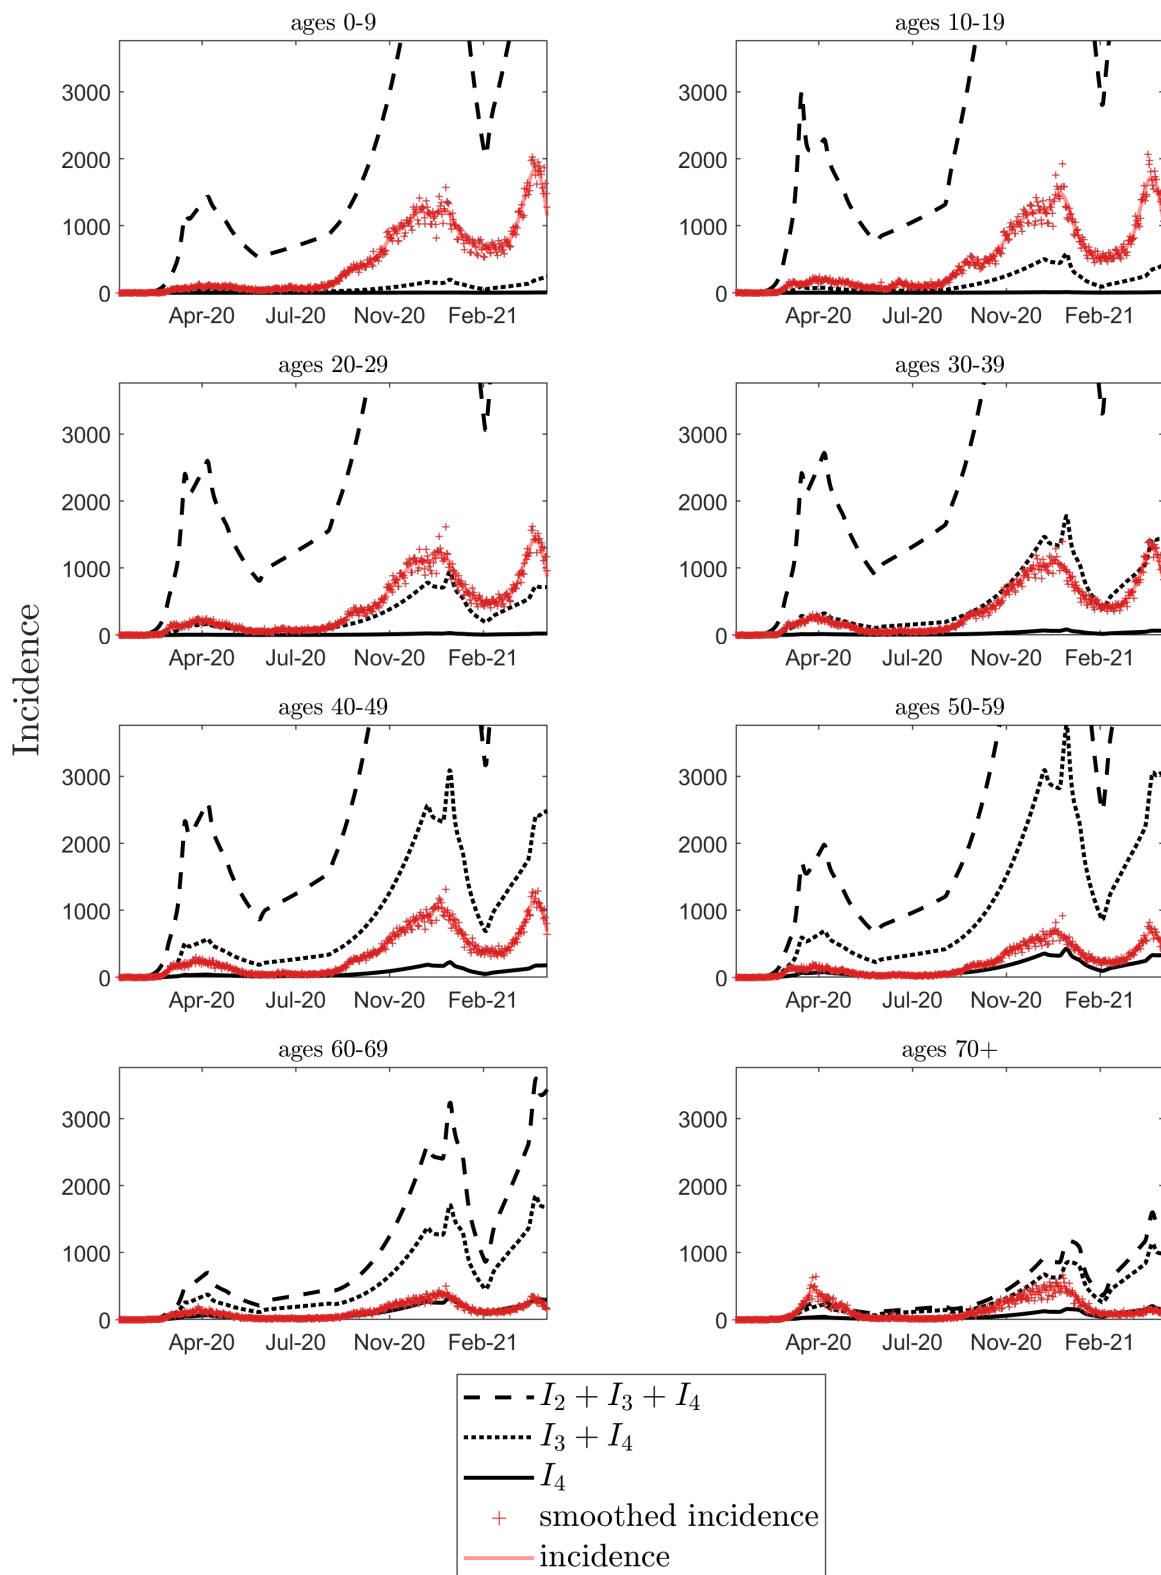 ages 0-9
3000
2000
1000
0
Apr-20 Jul-20 Nov-20 Feb-21
ages 10-19
3000
2000
1000
0
Apr-20 Jul-20 Nov-20 Feb-21
ages 20-29
3000
2000
1000
0
Apr-20 Jul-20 Nov-20 Feb-21
ages 30-39
3000
2000
1000
0
Apr-20 Jul-20 Nov-20 Feb-21
Incidence
ages 40-49
3000
2000
1000
0
Apr-20 Jul-20 Nov-20 Feb-21
ages 50-59
3000
2000
1000
0
Apr-20 Jul-20 Nov-20 Feb-21
ages 60-69
3000
2000
1000
0
Apr-20 Jul-20 Nov-20 Feb-21
ages 70+
3000
2000
1000
0
Apr-20 Jul-20 Nov-20 Feb-21
I₂ + I₃ + I₄
I₃ + I₄
I₄
smoothed incidence
incidence